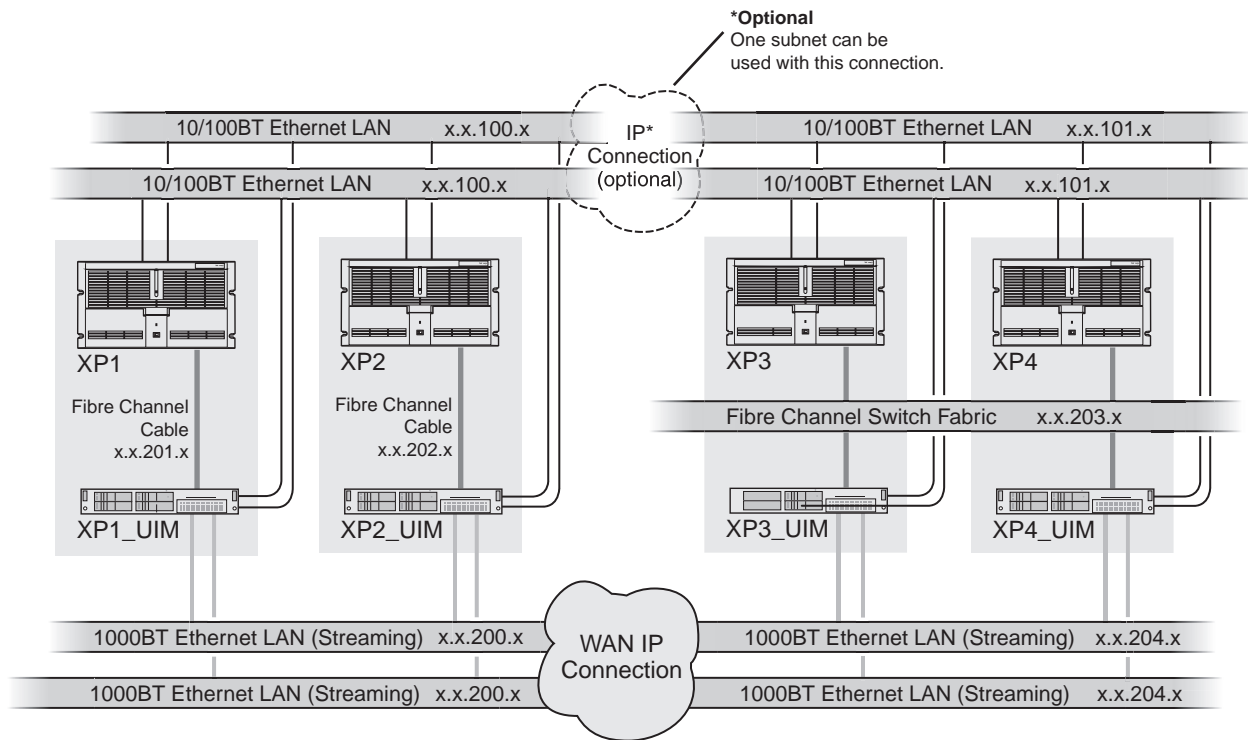 *Optional
One subnet can be
used with this connection.
10/100BT Ethernet LAN x.x.100.x
IP*
Connection
(optional)
10/100BT Ethernet LAN x.x.101.x
10/100BT Ethernet LAN x.x.100.x
10/100BT Ethernet LAN x.x.101.x
XP1
XP2
XP3
XP4
Fibre Channel
Cable
x.x.201.x
Fibre Channel
Cable
x.x.202.x
Fibre Channel Switch Fabric x.x.203.x
XP1_UIM
XP2_UIM
XP3_UIM
XP4_UIM
1000BT Ethernet LAN (Streaming) x.x.200.x
WAN IP
Connection
1000BT Ethernet LAN (Streaming) x.x.204.x
1000BT Ethernet LAN (Streaming) x.x.200.x
1000BT Ethernet LAN (Streaming) x.x.204.x